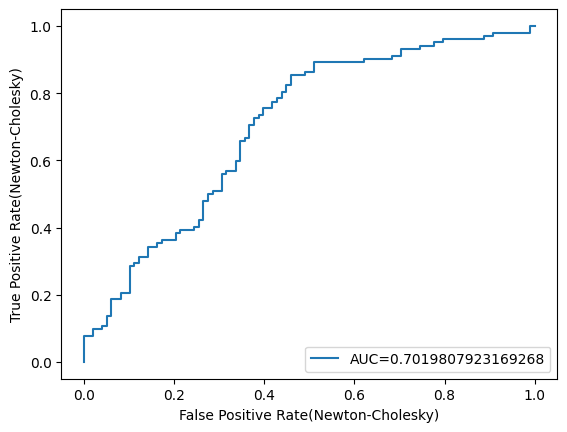 1.0
0.8
0.6
0.4
0.2
0.0
True Positive Rate(Newton-Cholesky)
AUC=0.7019807923169268
0.0 0.2 0.4 0.6 0.8 1.0
False Positive Rate(Newton-Cholesky)